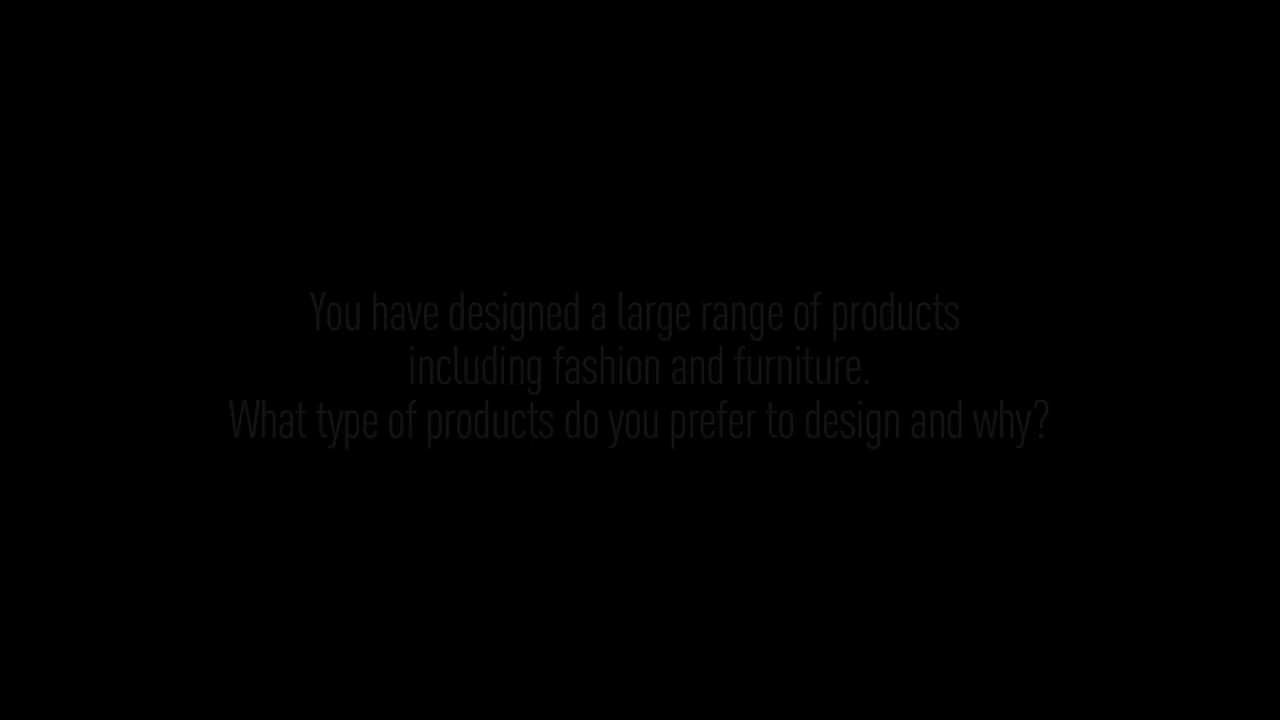 You have designed a large range of products
including fashion and furniture.
What type of products do you prefer to design and why?